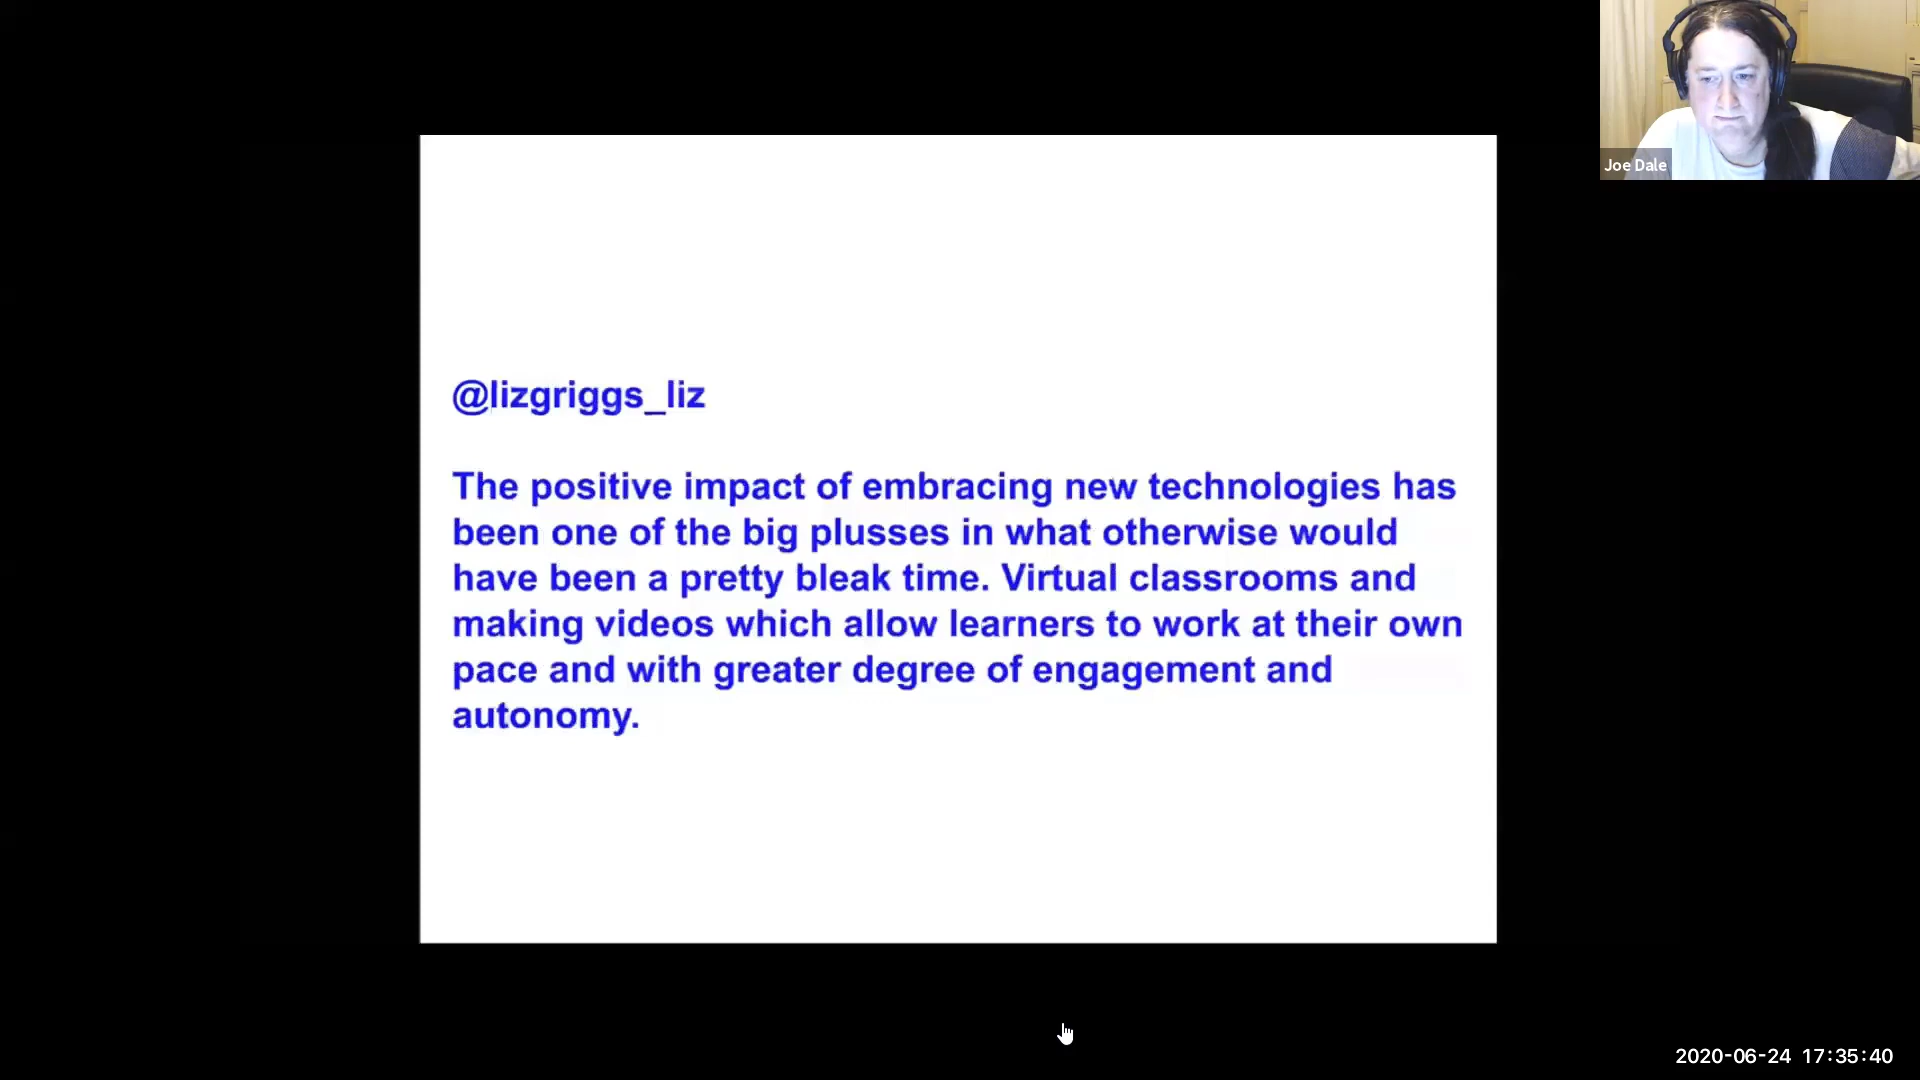 Joe Dale
@lizgriggs_liz
The positive impact of embracing new technologies has
been one of the big plusses in what otherwise would
have been a pretty bleak time. Virtual classrooms and
making videos which allow learners to work at their own
pace and with greater degree of engagement and
autonomy.
2020-06-24 17:35:40